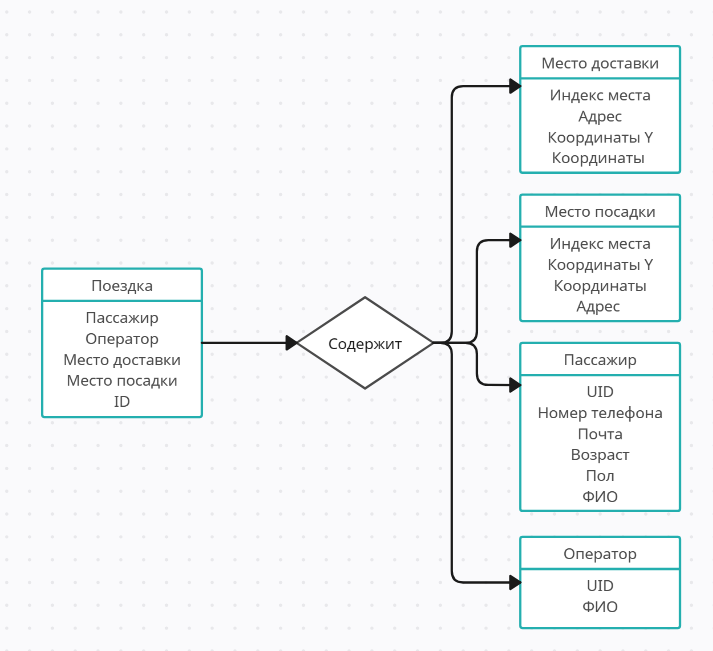 Место доставки
Индекс места
Адрес
Координаты Y
Координаты
Место посадки
Индекс места
Координаты Y
Координаты
Адрес
Поездка
Пассажир
Оператор
Место доставки
Место посадки
ID
Содержит
Пассажир
UID
Номер телефона
Почта
Возраст
Пол
ФИО
Оператор
UID
ФИО